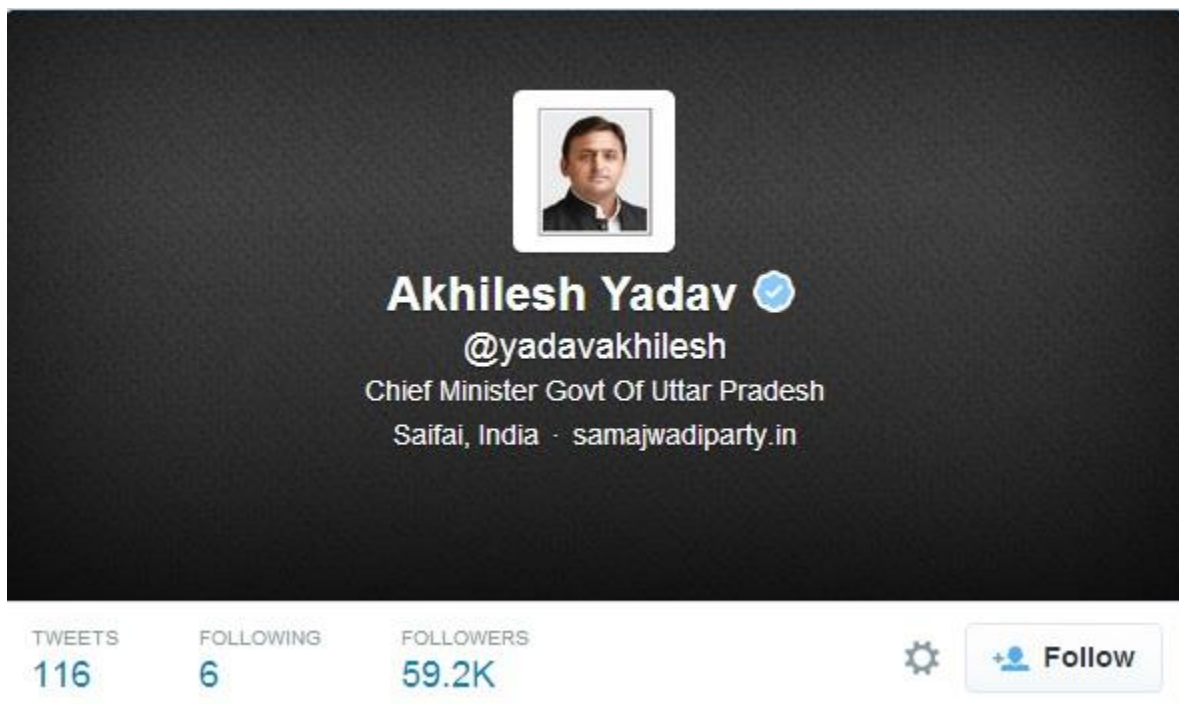 Akhilesh Yadav
@yadavakhilesh
Chief Minister Govt Of Uttar Pradesh
Saifai, India · samajwadiparty.in
TWEETS FOLLOWING FOLLOWERS
116 6 59.2K Follow